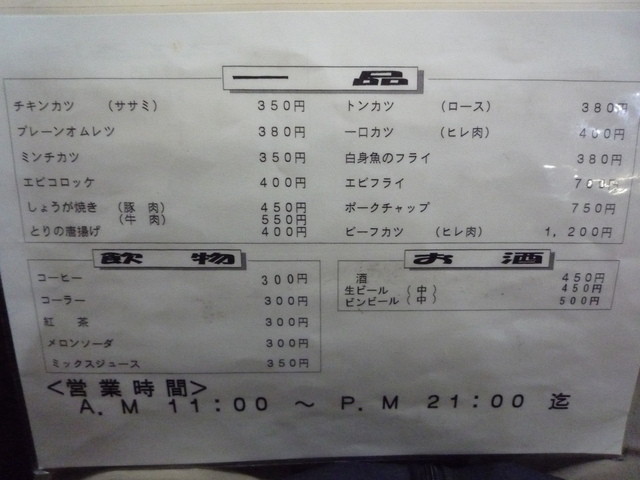 一品
チキンカツ (ササミ) 350円
プレーンオムレツ 380円
ミンチカツ 350円
エビコロッケ 400円
しょうが焼き (豚 肉) 450円
(牛 肉) 550円
とりの唐揚げ 400円
トンカツ (ロース) 380円
一口カツ (ヒレ肉) 400円
白身魚のフライ 380円
エビフライ 700円
ポークチャップ 750円
ビーフカツ (ヒレ肉) 1,200円
飲物
コーヒー 300円
コーラー 300円
紅 茶 300円
メロンソーダ 300円
ミックスジュース 350円
お酒
酒 450円
生ビール (中) 450円
ビンビール (中) 500円
<営業時間>
A.M 11:00 ～ P.M 21:00 迄